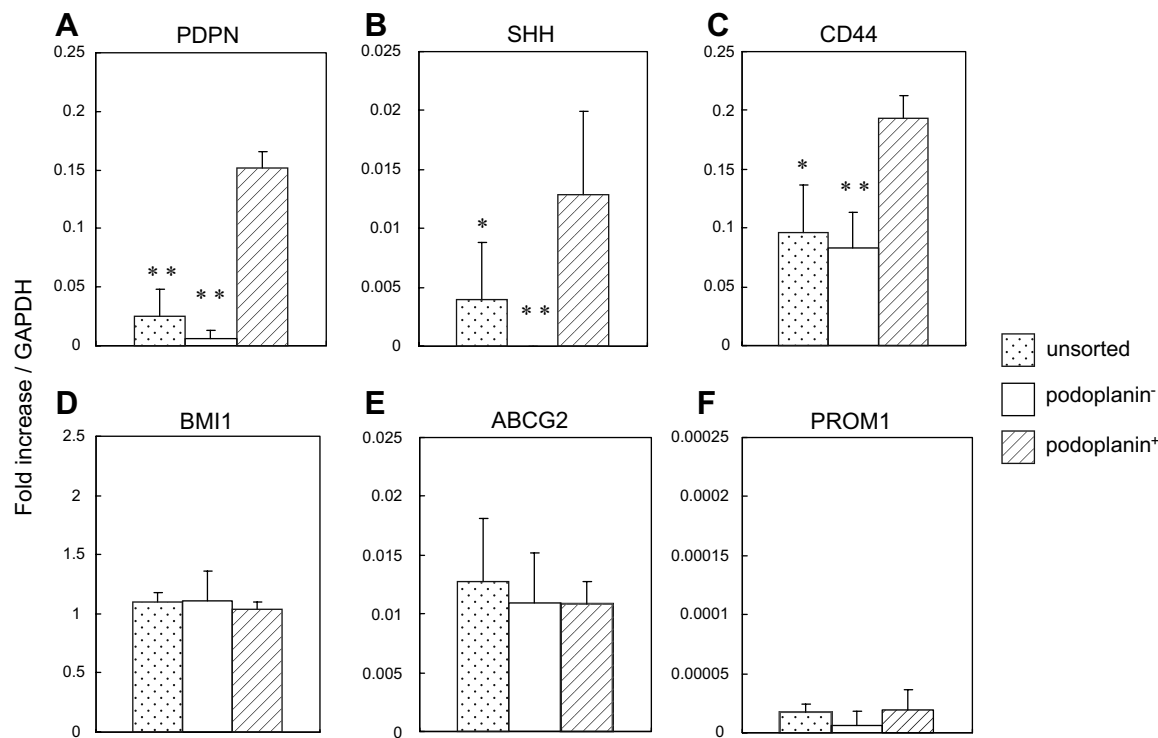 A
PDPN
0.25
0.2
0.15
0.1
0.05
0
* *
* *
B
SHH
0.025
0.02
0.015
0.01
0.005
0
*
* *
C
CD44
0.25
0.2
0.15
0.1
0.05
0
*
* *
Fold increase / GAPDH
D
BMI1
2.5
2
1.5
1
0.5
0
E
ABCG2
0.025
0.02
0.015
0.01
0.005
0
F
PROM1
0.00025
0.0002
0.00015
0.0001
0.00005
0
unsorted
podoplanin⁻
podoplanin⁺